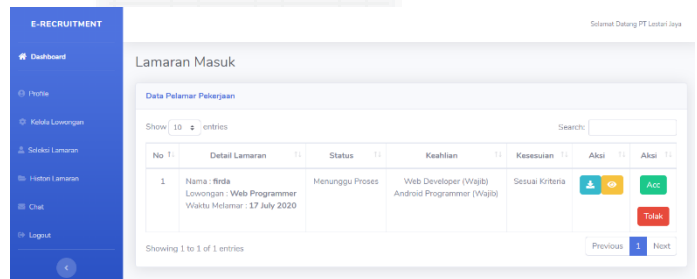 E-RECRUITMENT
Selamat Datang PT Lestari Jaya
Dashboard
Profile
Kelola Lowongan
Seleksi Lamaran
Histori Lamaran
Chat
Logout
Lamaran Masuk
Data Pelamar Pekerjaan
Show 10 entries
Search:
No Detail Lamaran Status Keahlian Kesesuian Aksi Aksi
1 Nama : firda Menunggu Proses Web Developer (Wajib) Sesuai Kriteria Acc
Lowongan : Web Programmer Android Programmer (Wajib)
Waktu Melamar : 17 July 2020
Tolak
Showing 1 to 1 of 1 entries
Previous 1 Next